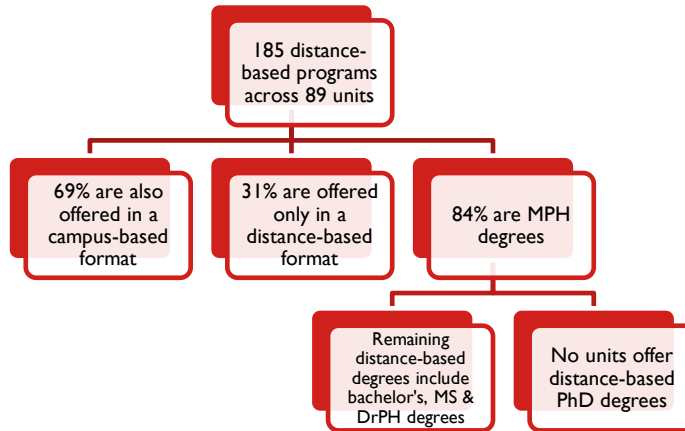 185 distance-
based programs
across 89 units
69% are also
offered in a
campus-based
format
31% are offered
only in a
distance-based
format
84% are MPH
degrees
Remaining
distance-based
degrees include
bachelor's, MS &
DrPH degrees
No units offer
distance-based
PhD degrees